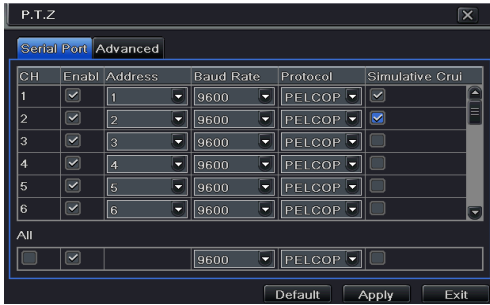 P.T.Z
Serial Port Advanced
CH Enabl Address Baud Rate Protocol Simulative Crui
1 1 9600 PELCOP
2 2 9600 PELCOP
3 3 9600 PELCOP
4 4 9600 PELCOP
5 5 9600 PELCOP
6 6 9600 PELCOP
All
9600 PELCOP
Default Apply Exit